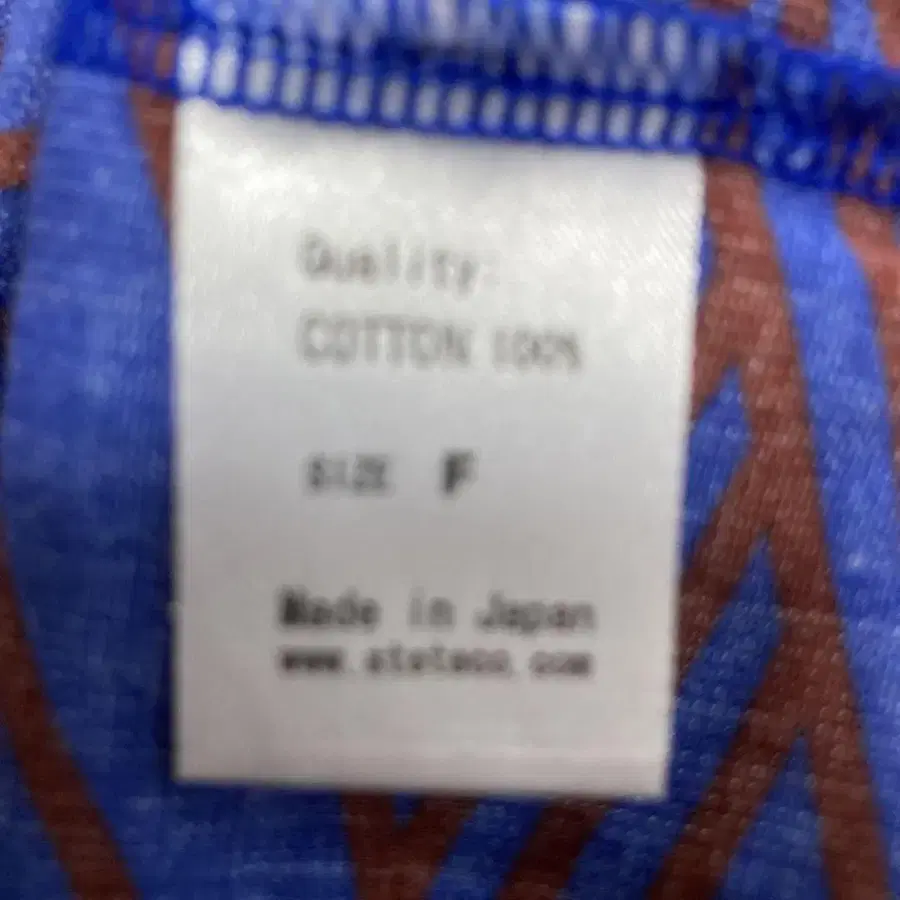 Quality:
COTTON 100%
SIZE F
Made in Japan